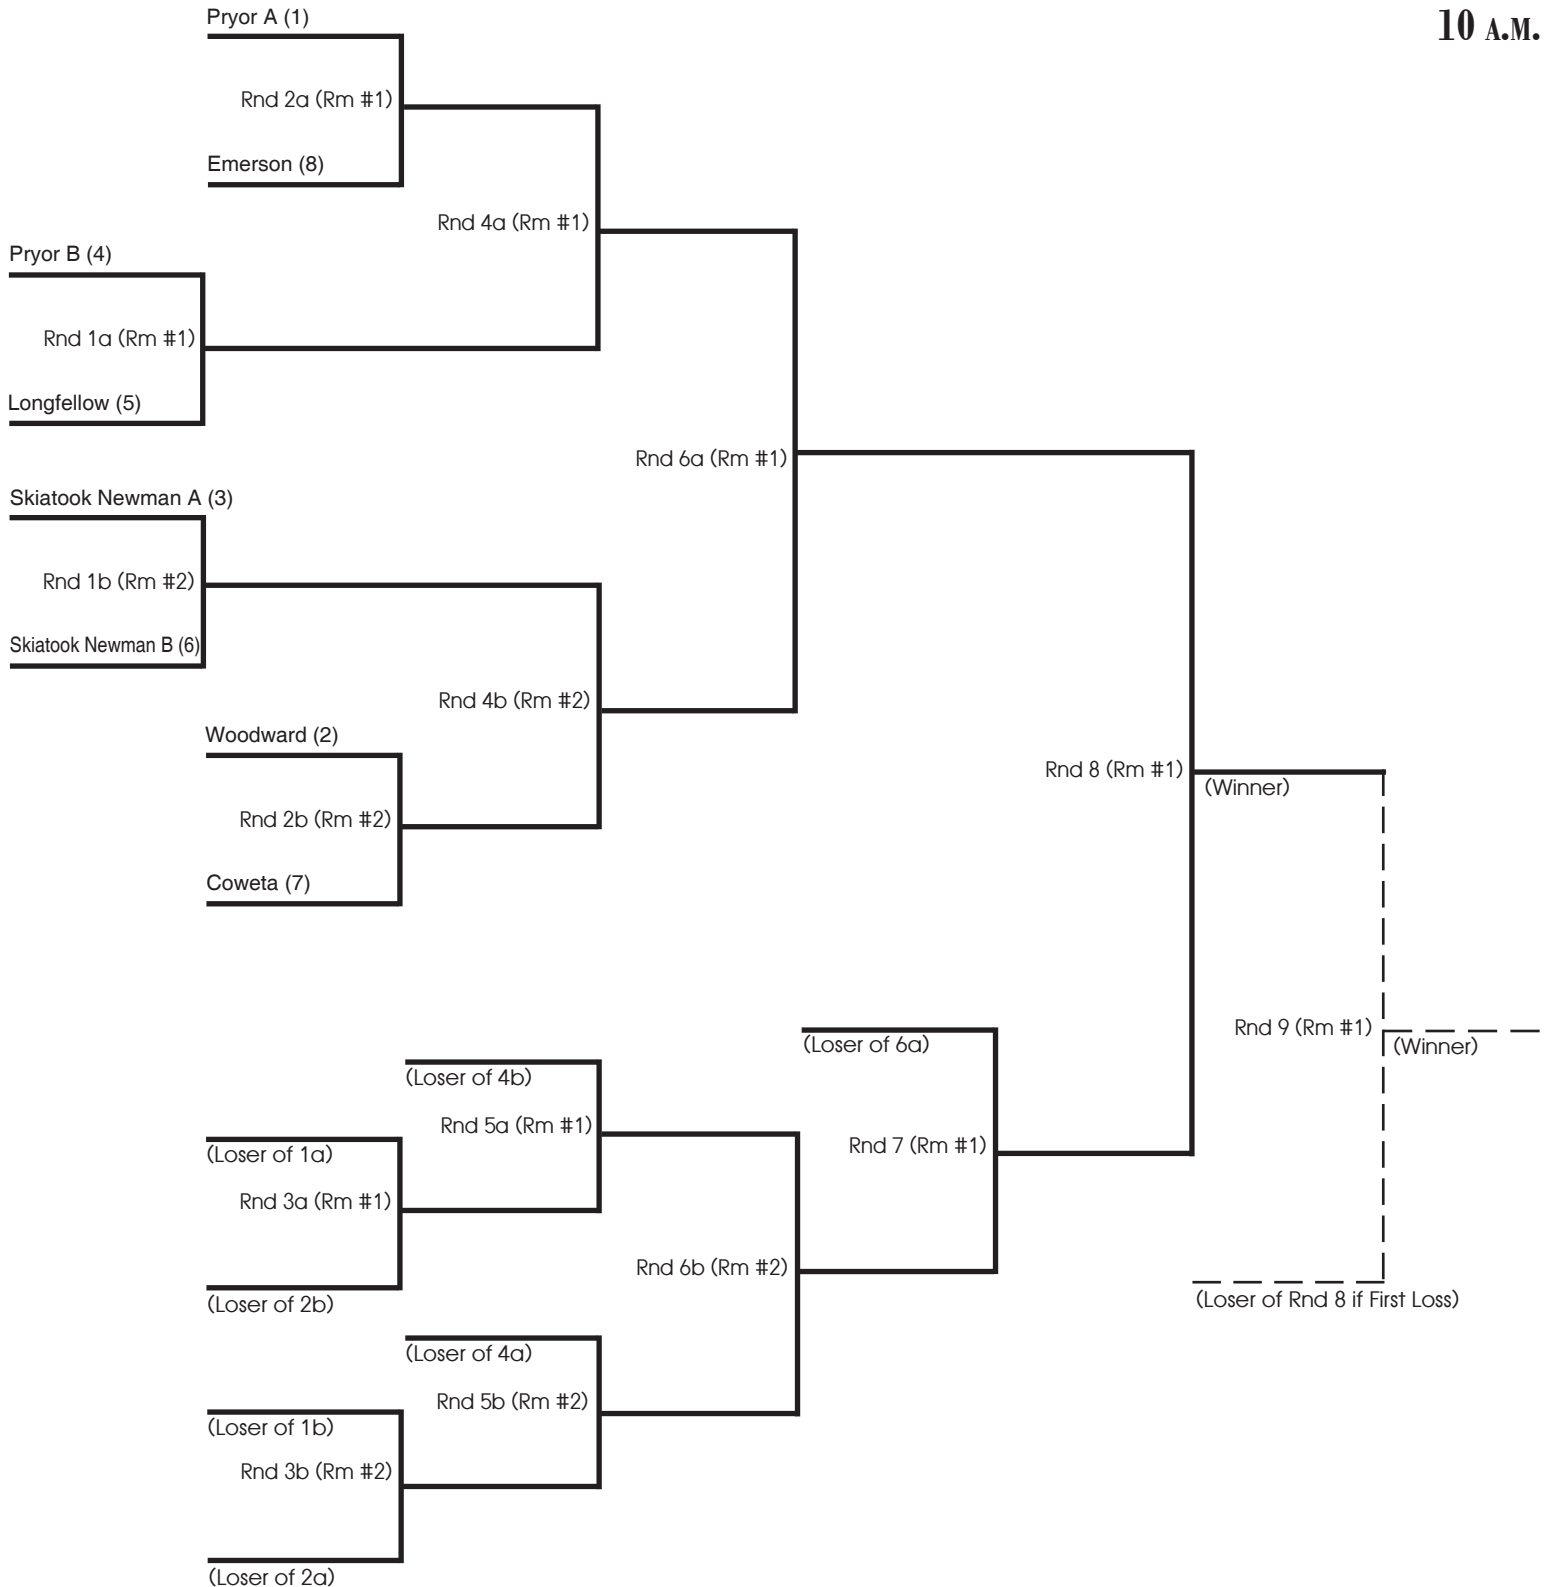 10 A.M.
Pryor A (1)
Rnd 2a (Rm #1)
Emerson (8)
Rnd 4a (Rm #1)
Pryor B (4)
Rnd 1a (Rm #1)
Longfellow (5)
Rnd 6a (Rm #1)
Skiatook Newman A (3)
Rnd 1b (Rm #2)
Skiatook Newman B (6)
Rnd 4b (Rm #2)
Woodward (2)
Rnd 2b (Rm #2)
Coweta (7)
Rnd 8 (Rm #1)
(Winner)
Rnd 9 (Rm #1)
(Winner)
(Loser of 6a)
(Loser of 4b)
Rnd 5a (Rm #1)
Rnd 7 (Rm #1)
(Loser of 1a)
Rnd 3a (Rm #1)
(Loser of 2b)
Rnd 6b (Rm #2)
(Loser of Rnd 8 if First Loss)
(Loser of 4a)
Rnd 5b (Rm #2)
(Loser of 1b)
Rnd 3b (Rm #2)
(Loser of 2a)